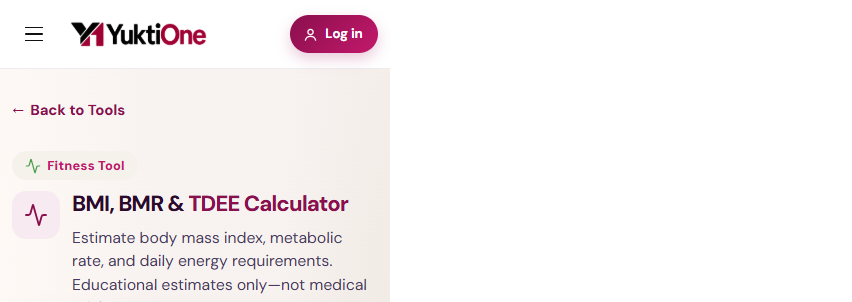 YuktiOne
Log in
← Back to Tools
Fitness Tool
BMI, BMR & TDEE Calculator
Estimate body mass index, metabolic
rate, and daily energy requirements.
Educational estimates only—not medical